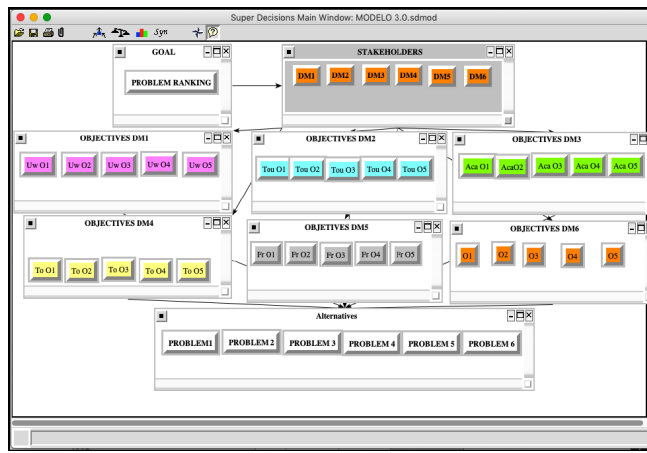 Super Decisions Main Window: MODELO 3.0.sdmod
Syn
GOAL
STAKEHOLDERS
PROBLEM RANKING
DM1 DM2 DM3 DM4 DM5 DM6
OBJECTIVES DM1
OBJECTIVES DM2
OBJECTIVES DM3
Uw O1 Uw O2 Uw O3 Uw O4 Uw O5
Tou O1 Tou O2 Tou O3 Tou O4 Tou O5
Aca O1 AcaO2 Aca O3 Aca O4 Aca O5
OBJECTIVES DM4
OBJECTIVES DM5
OBJECTIVES DM6
To O1 To O2 To O3 To O4 To O5
Fr O1 Fr O2 Fr O3 Fr O4 Fr O5
O1 O2 O3 O4 O5
Alternatives
PROBLEM1 PROBLEM 2 PROBLEM 3 PROBLEM 4 PROBLEM 5 PROBLEM 6